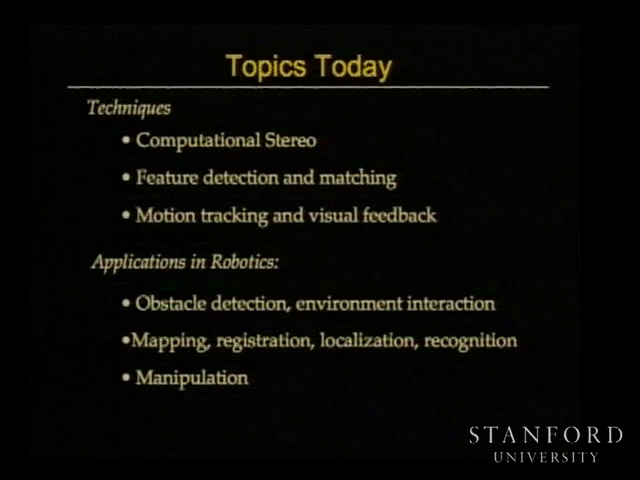 Topics Today
Techniques
• Computational Stereo
• Feature detection and matching
• Motion tracking and visual feedback
Applications in Robotics:
• Obstacle detection, environment interaction
•Mapping, registration, localization, recognition
• Manipulation
STANFORD
UNIVERSITY